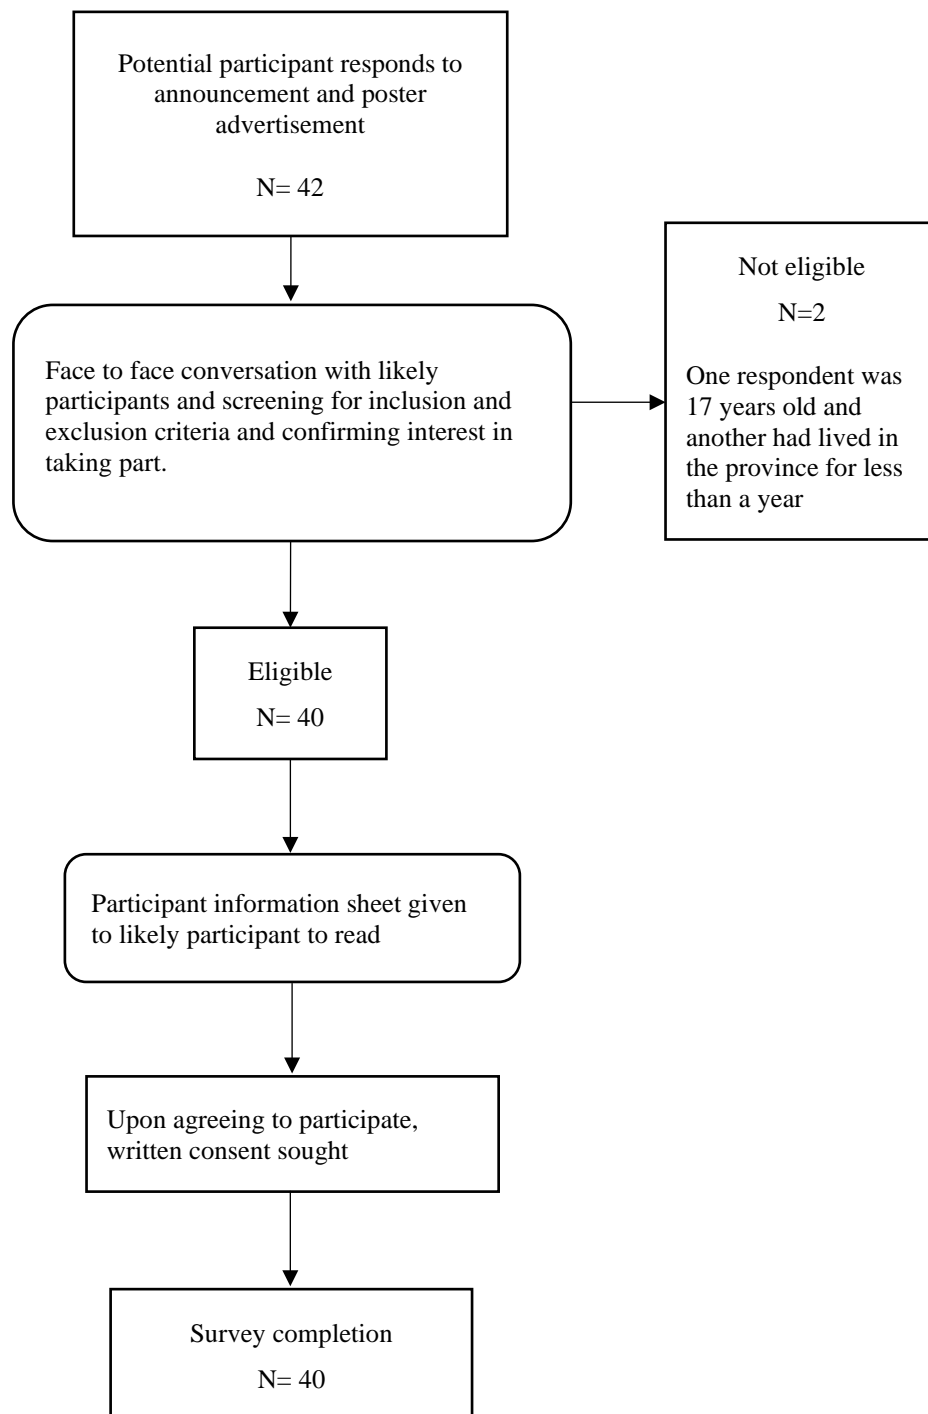 Potential participant responds to
announcement and poster
advertisement
N= 42
Not eligible
N=2
One respondent was
17 years old and
another had lived in
the province for less
than a year
Face to face conversation with likely
participants and screening for inclusion and
exclusion criteria and confirming interest in
taking part.
Eligible
N= 40
Participant information sheet given
to likely participant to read
Upon agreeing to participate,
written consent sought
Survey completion
N= 40